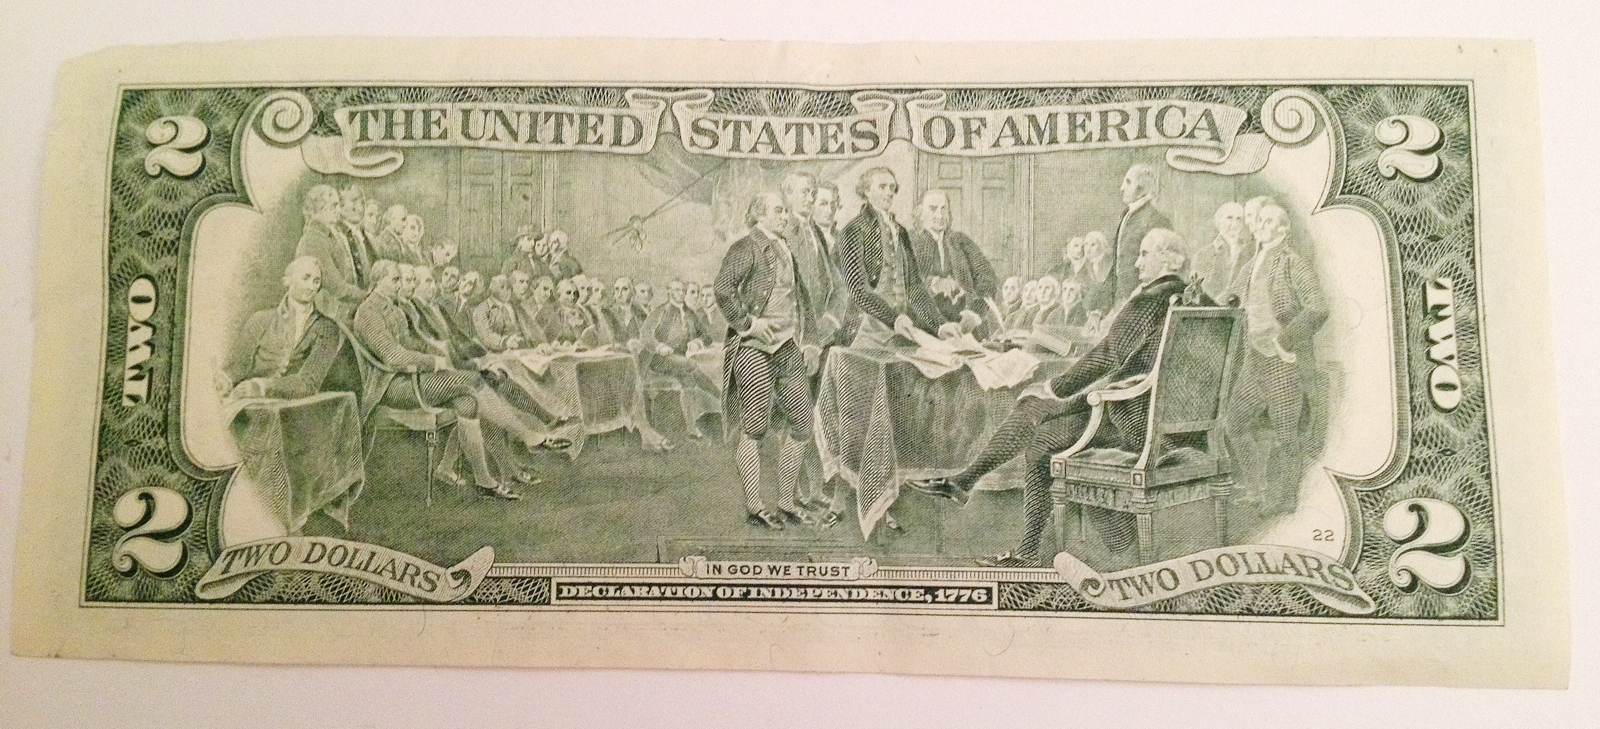 THE UNITED STATES OF AMERICA
2
2
TWO
TWO
2
2
22
TWO DOLLARS
IN GOD WE TRUST
TWO DOLLARS
DECLARATION OF INDEPENDENCE, 1776